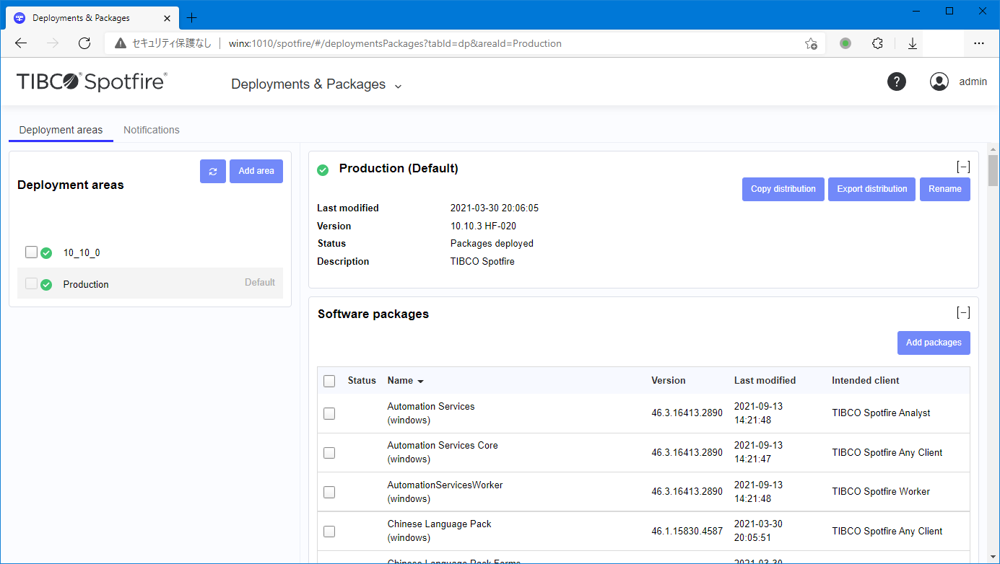 Deployments & Packages
セキュリティ保護なし
winx:1010/spotfire/#/deploymentsPackages?tabId=dp&areaId=Production
TIBCO® Spotfire®
Deployments & Packages
?
admin
Deployment areas
Notifications
Deployment areas
Add area
10_10_0
Production
Default
Production (Default)
[−]
Copy distribution
Export distribution
Rename
Last modified 2021-03-30 20:06:05
Version 10.10.3 HF-020
Status Packages deployed
Description TIBCO Spotfire
Software packages
[−]
Add packages
Status Name Version Last modified Intended client
Automation Services (windows) 46.3.16413.2890 2021-09-13 14:21:48 TIBCO Spotfire Analyst
Automation Services Core (windows) 46.3.16413.2890 2021-09-13 14:21:47 TIBCO Spotfire Any Client
AutomationServicesWorker (windows) 46.3.16413.2890 2021-09-13 14:21:48 TIBCO Spotfire Worker
Chinese Language Pack (windows) 46.1.15830.4587 2021-03-30 20:05:51 TIBCO Spotfire Any Client
Chinese Language Pack Forms 2021-03-30